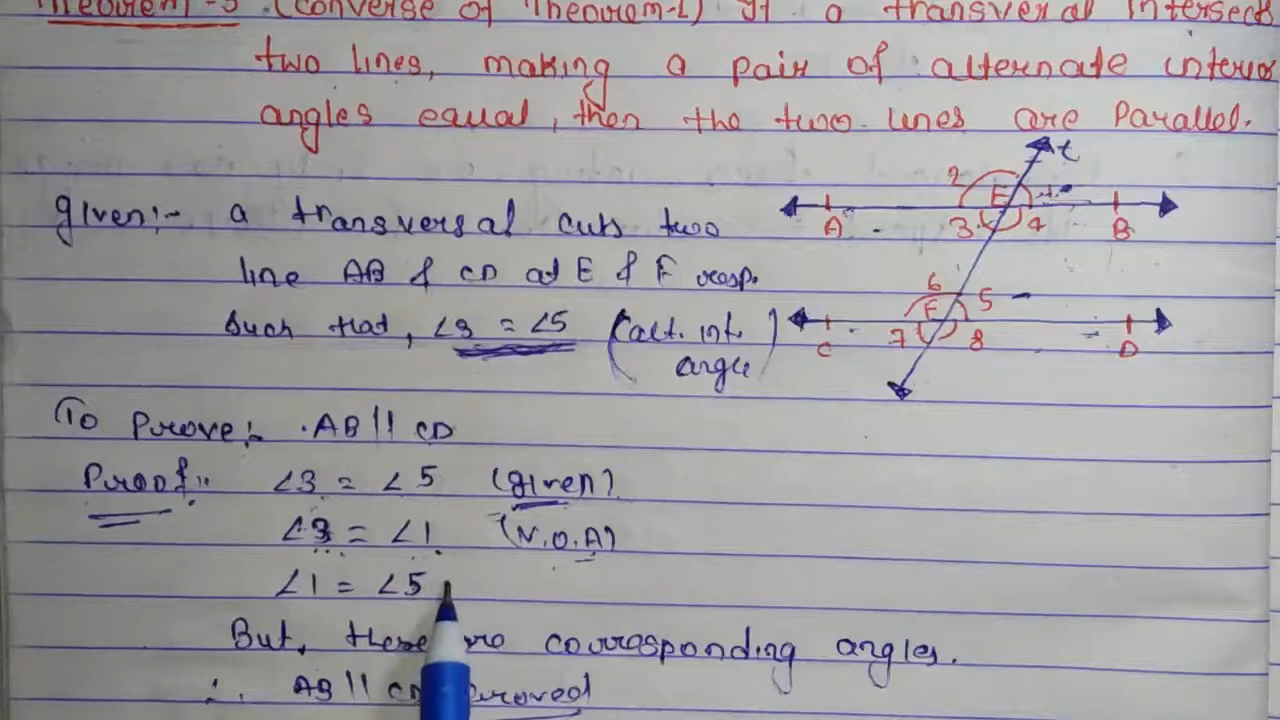 Theorem-3 (Converse of Theorem-1) If a transversal intersects
two lines, making a pair of alternate interior
angles equal, then the two lines are Parallel.
given:- a transversal cuts two
line AB & CD at E & F resp.
Such that, ∠3 = ∠5 (alt. int. angle)
t
2 E 1
A 3 4 B
6 5
F
C 7 8 D
To Prove:- AB || CD
Proof:- ∠3 = ∠5 (given)
∠3 = ∠1 (V.O.A)
∠1 = ∠5
But, these are corresponding angles.
∴ AB || CD Proved